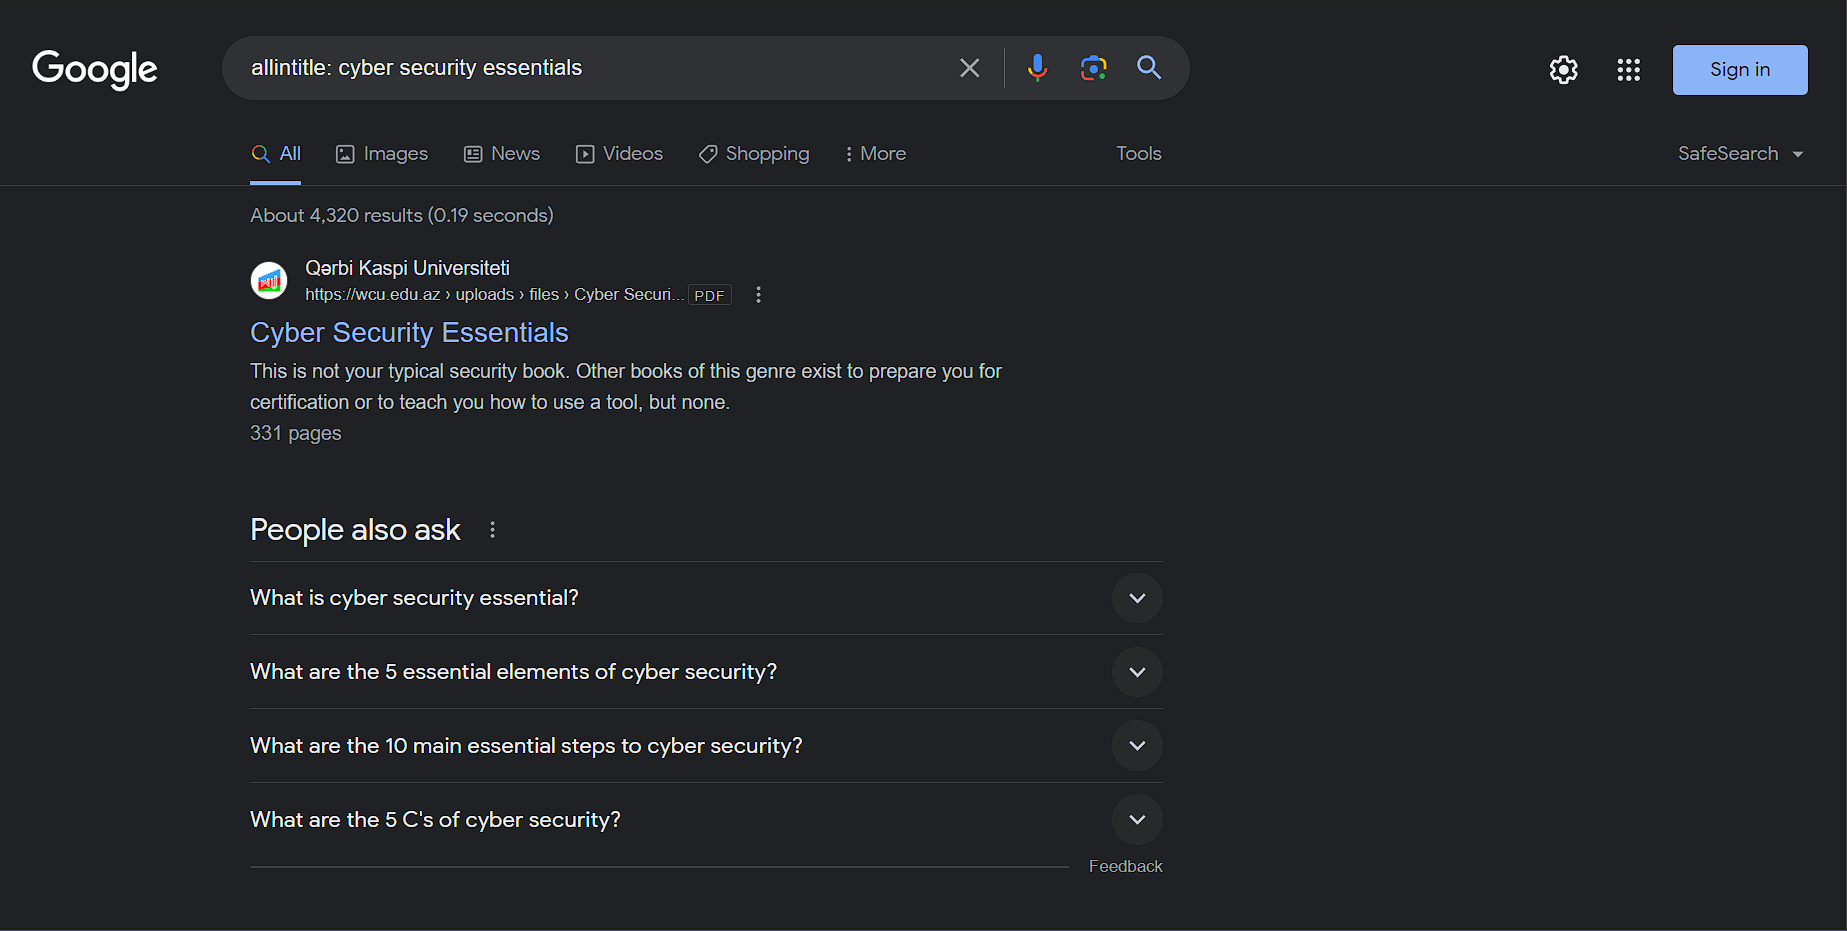 Google
allintitle: cyber security essentials
Sign in
All Images News Videos Shopping More Tools SafeSearch
About 4,320 results (0.19 seconds)
Qərbi Kaspi Universiteti
https://wcu.edu.az › uploads › files › Cyber Securi... PDF
Cyber Security Essentials
This is not your typical security book. Other books of this genre exist to prepare you for
certification or to teach you how to use a tool, but none.
331 pages
People also ask
What is cyber security essential?
What are the 5 essential elements of cyber security?
What are the 10 main essential steps to cyber security?
What are the 5 C's of cyber security?
Feedback